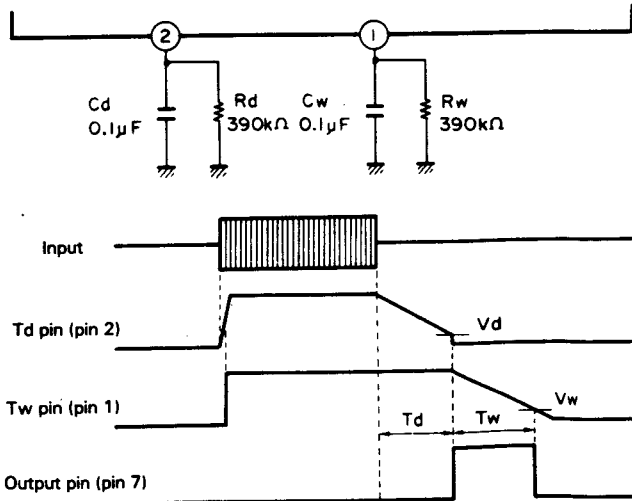 2
1
Cd
0.1μF
Rd
390kΩ
Cw
0.1μF
Rw
390kΩ
Input
Td pin (pin 2)
Vd
Tw pin (pin 1)
Vw
Td
Tw
Output pin (pin 7)